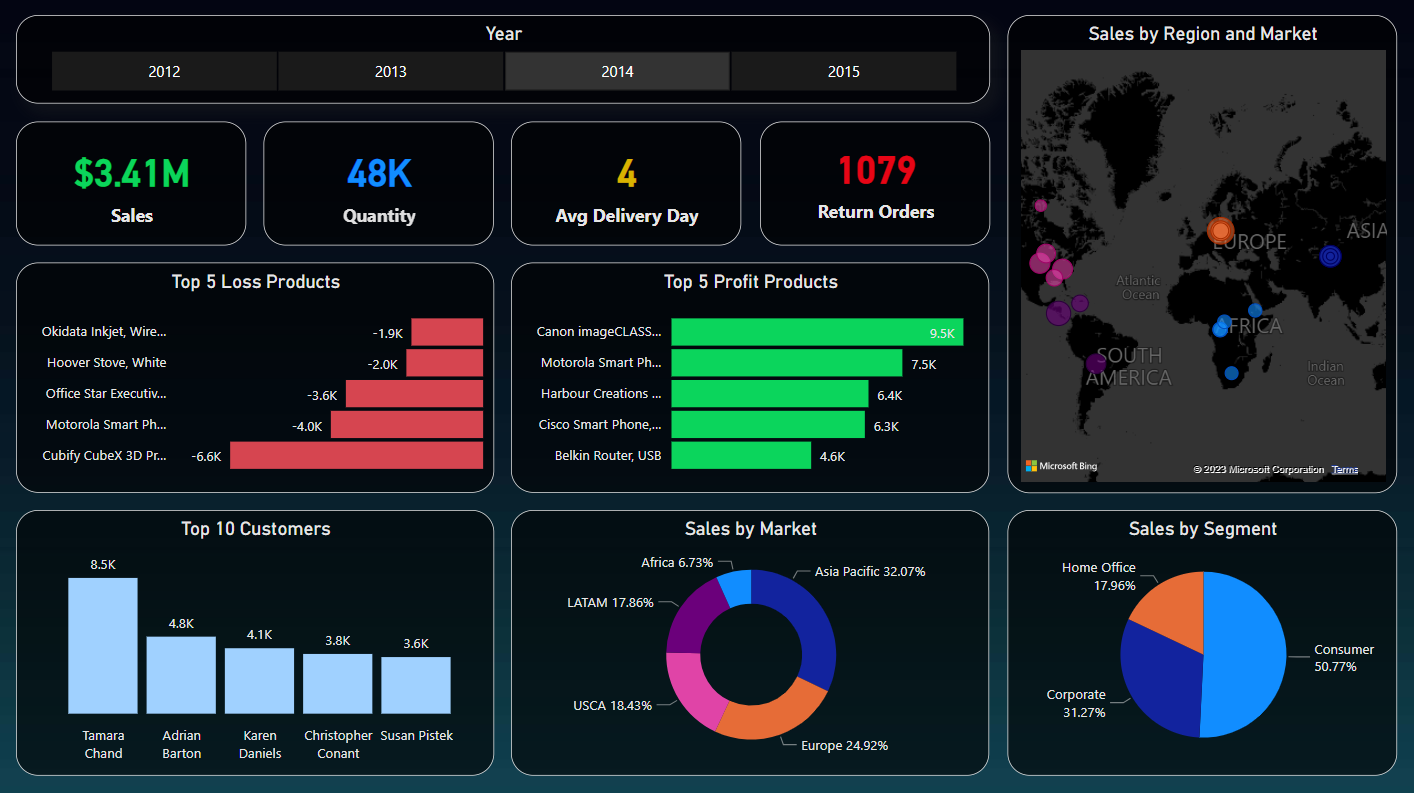 Year
2012
2013
2014
2015
Sales by Region and Market
$3.41M
Sales
48K
Quantity
4
Avg Delivery Day
1079
Return Orders
ASIA
EUROPE
Atlantic
Ocean
AFRICA
SOUTH
AMERICA
Indian
Ocean
Microsoft Bing
© 2023 Microsoft Corporation Terms
Top 5 Loss Products
Okidata Inkjet, Wire... -1.9K
Hoover Stove, White -2.0K
Office Star Executiv... -3.6K
Motorola Smart Ph... -4.0K
Cubify CubeX 3D Pr... -6.6K
Top 5 Profit Products
Canon imageCLASS... 9.5K
Motorola Smart Ph... 7.5K
Harbour Creations ... 6.4K
Cisco Smart Phone,... 6.3K
Belkin Router, USB 4.6K
Top 10 Customers
8.5K
4.8K
4.1K
3.8K
3.6K
Tamara
Chand
Adrian
Barton
Karen
Daniels
Christopher
Conant
Susan Pistek
Sales by Market
Africa 6.73%
Asia Pacific 32.07%
LATAM 17.86%
USCA 18.43%
Europe 24.92%
Sales by Segment
Home Office
17.96%
Consumer
50.77%
Corporate
31.27%